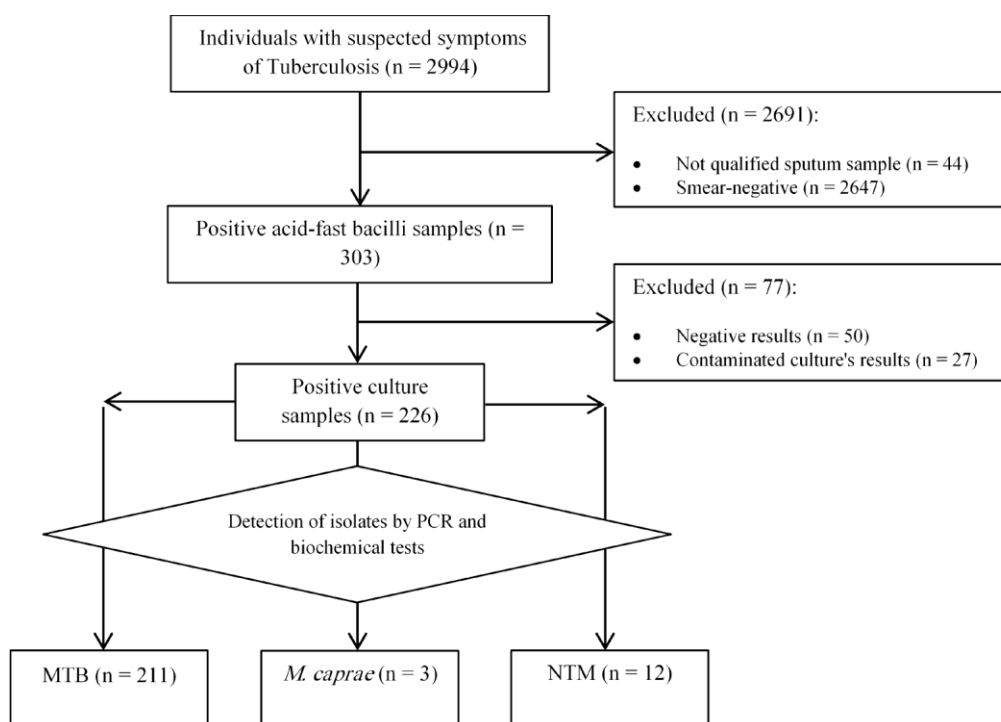 Individuals with suspected symptoms
of Tuberculosis (n = 2994)
Excluded (n = 2691):
• Not qualified sputum sample (n = 44)
• Smear-negative (n = 2647)
Positive acid-fast bacilli samples (n =
303)
Excluded (n = 77):
• Negative results (n = 50)
• Contaminated culture's results (n = 27)
Positive culture
samples (n = 226)
Detection of isolates by PCR and
biochemical tests
MTB (n = 211)
M. caprae (n = 3)
NTM (n = 12)